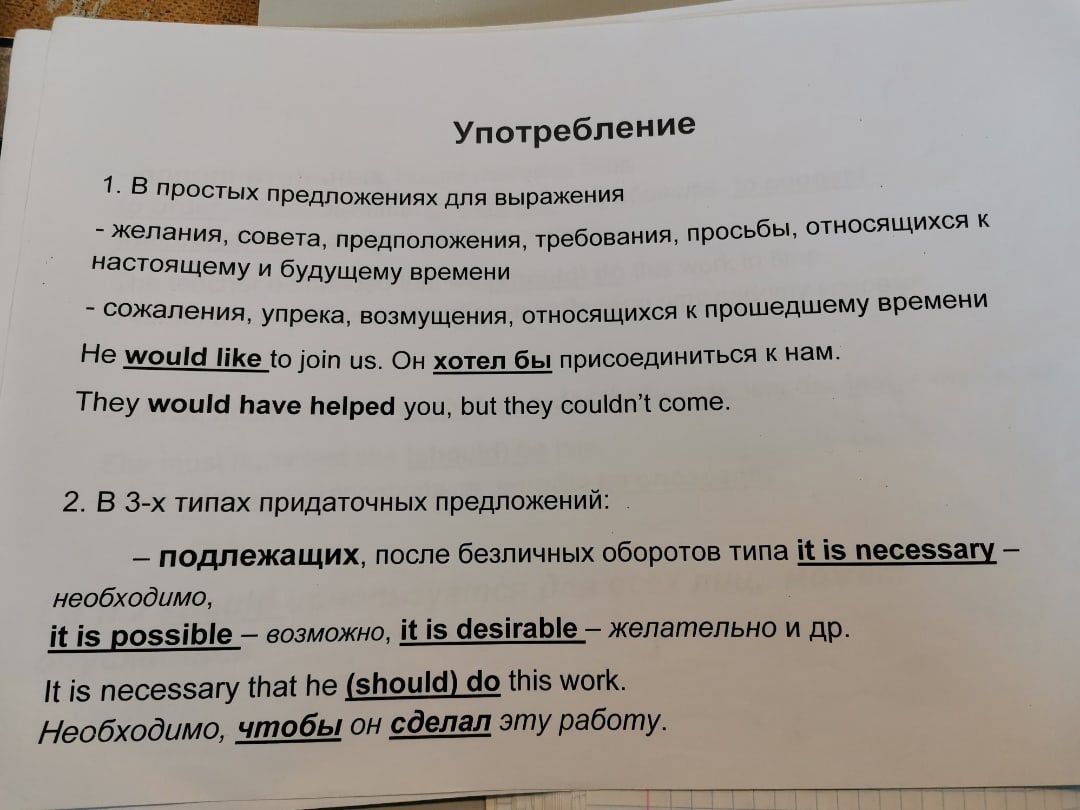 Употребление
1. В простых предложениях для выражения
- желания, совета, предположения, требования, просьбы, относящихся к
настоящему и будущему времени
- сожаления, упрека, возмущения, относящихся к прошедшему времени
He would like to join us. Он хотел бы присоединиться к нам.
They would have helped you, but they couldn't come.
2. В 3-х типах придаточных предложений:
– подлежащих, после безличных оборотов типа it is necessary –
необходимо,
it is possible – возможно, it is desirable – желательно и др.
It is necessary that he (should) do this work.
Необходимо, чтобы он сделал эту работу.